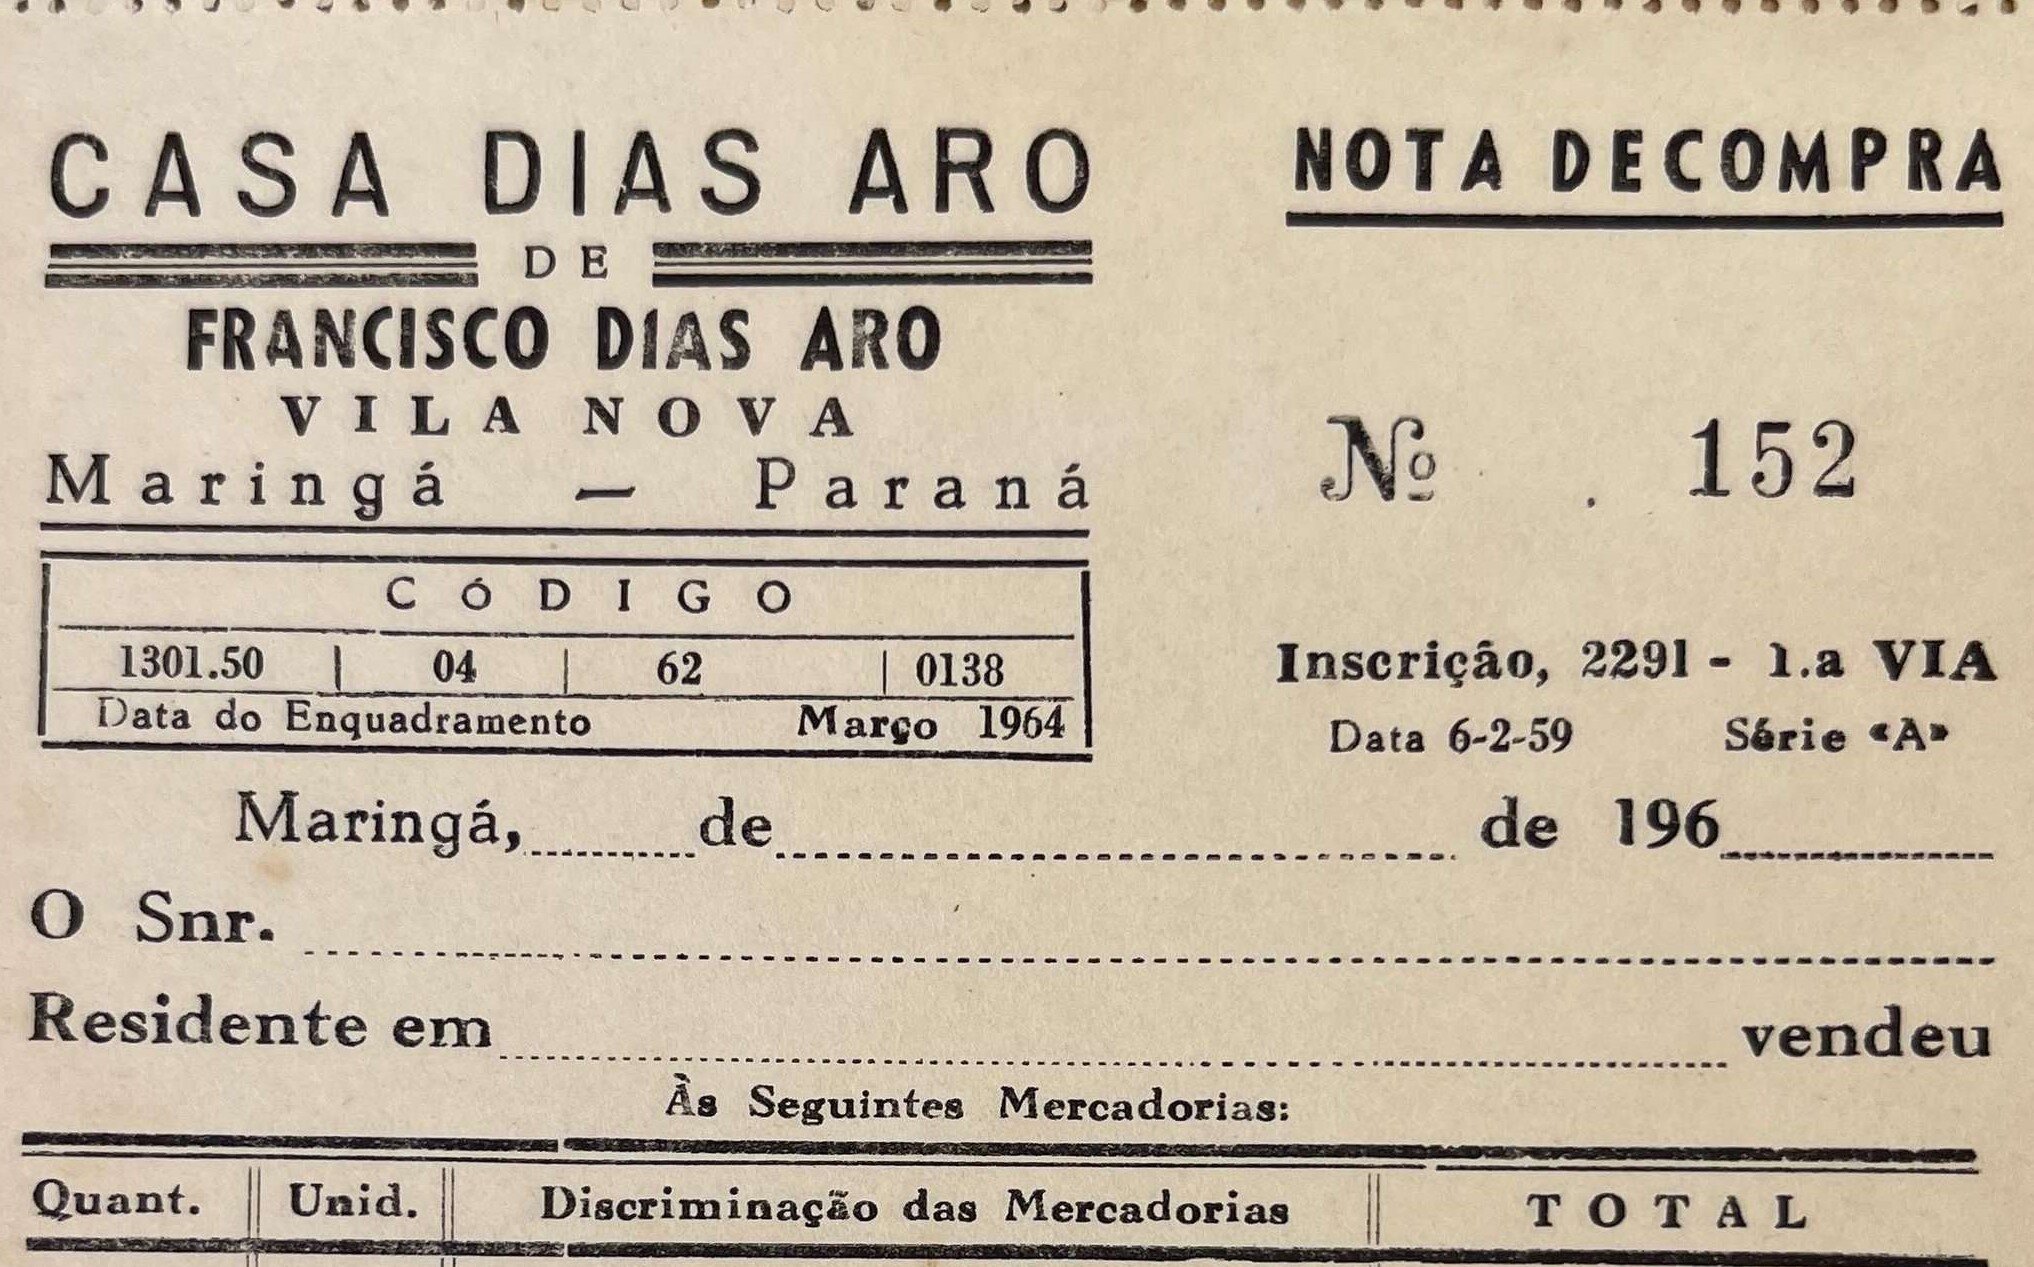 CASA DIAS ARO
DE
FRANCISCO DIAS ARO
VILA NOVA
Maringá — Paraná
NOTA DE COMPRA
Nº 152
CÓDIGO
1301.50 | 04 | 62 | 0138
Data do Enquadramento Março 1964
Inscrição, 2291 - 1.a VIA
Data 6-2-59 Série «A»
Maringá, de de 196
O Snr.
Residente em vendeu
Às Seguintes Mercadorias:
Quant. Unid. Discriminação das Mercadorias TOTAL